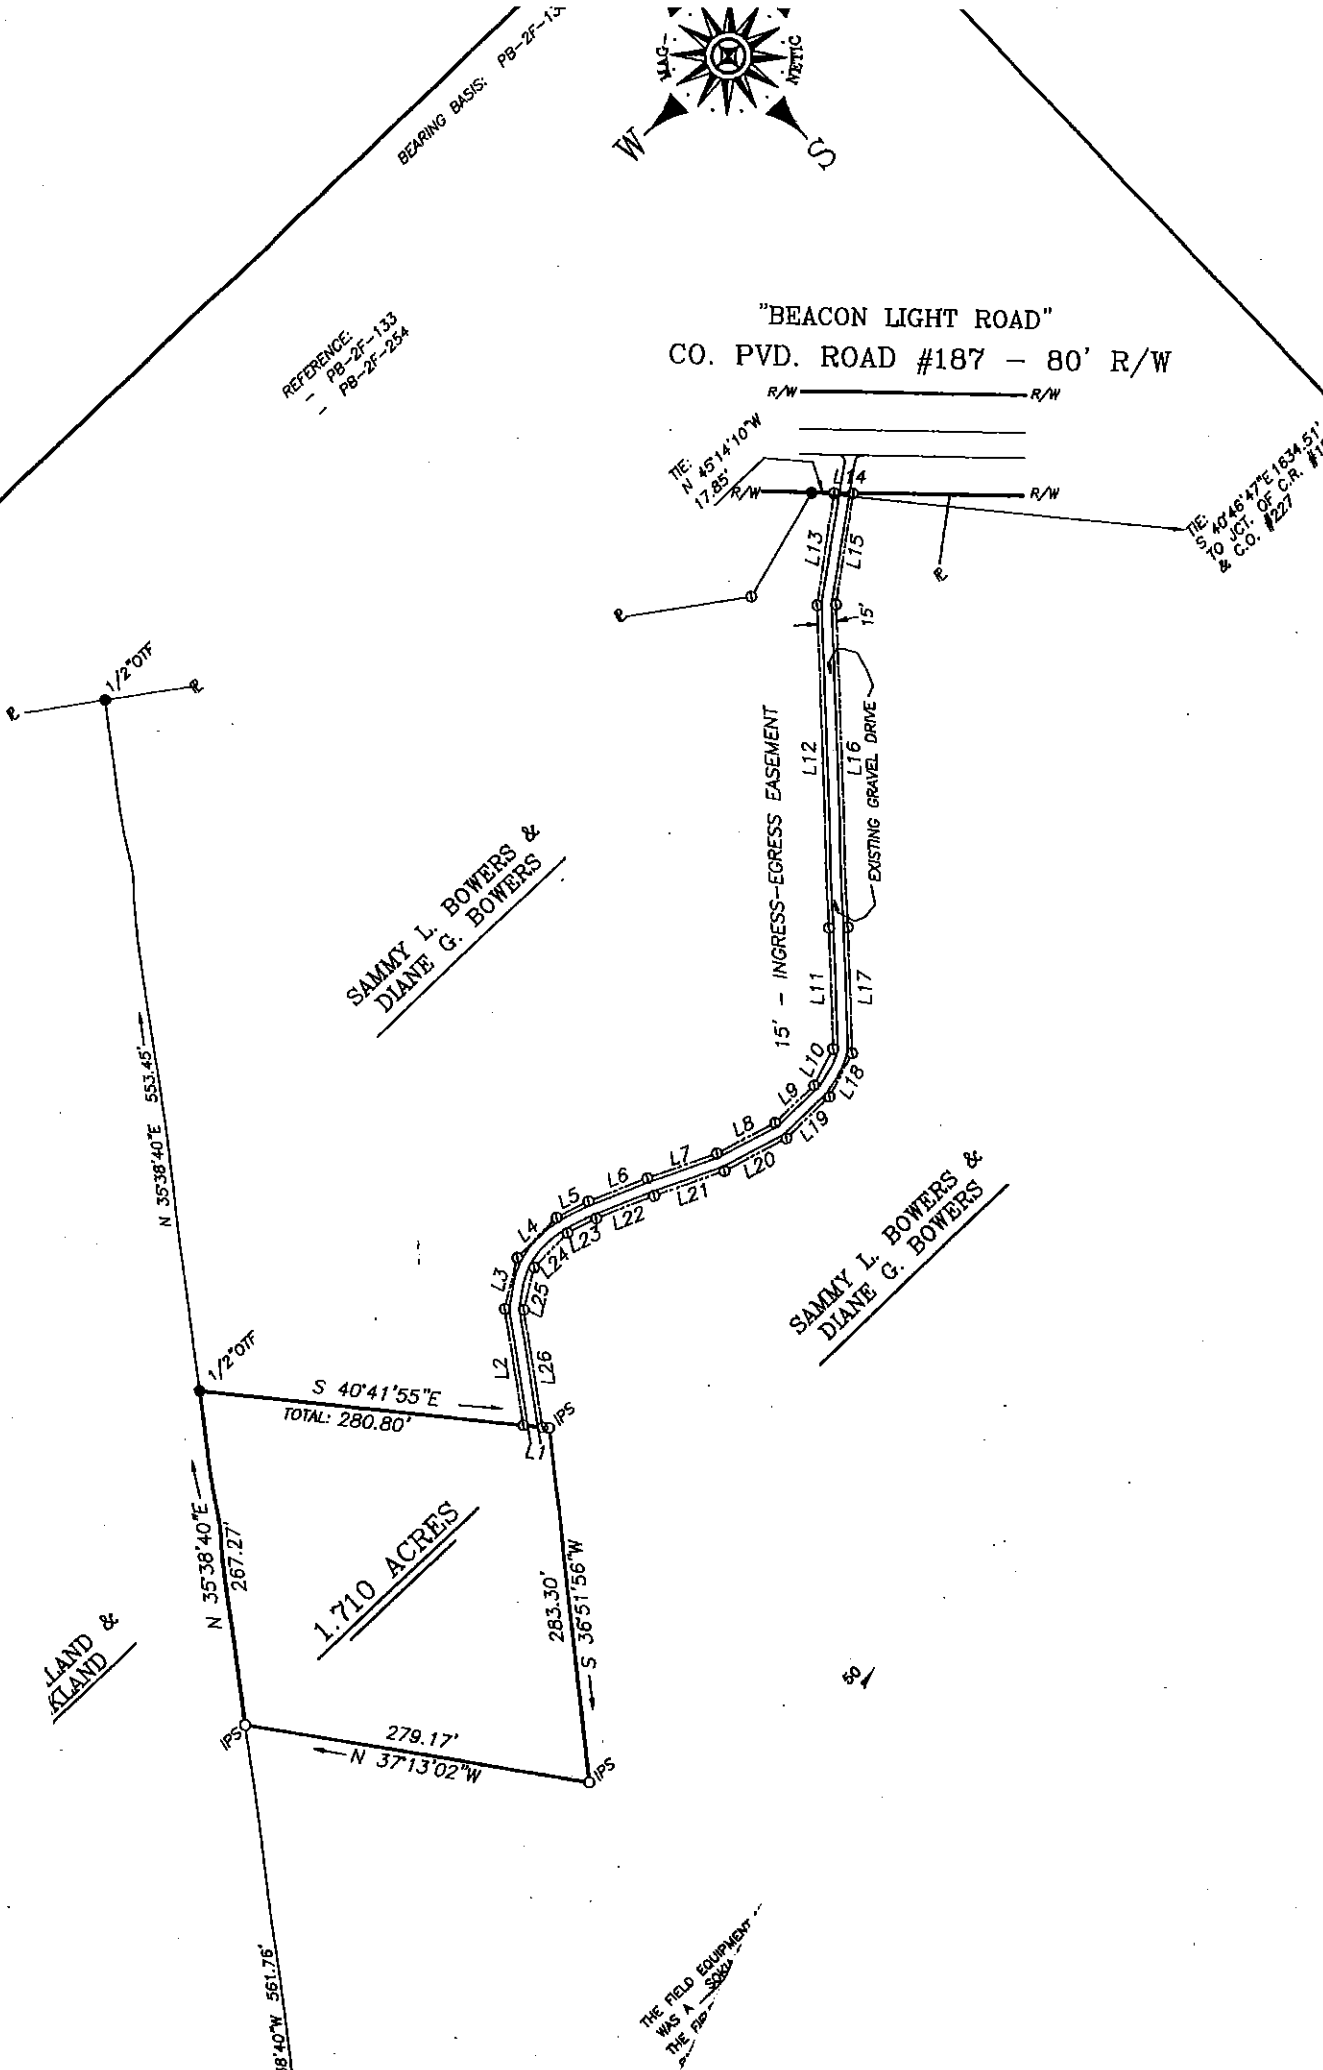 BEARING BASIS: PB-2F-13
MAG-
NETIC
W
S
REFERENCE:
- PB-2F-133
- PB-2F-254
"BEACON LIGHT ROAD"
CO. PVD. ROAD #187 - 80' R/W
R/W
R/W
TIE:
N 45°14'10"W
17.85'
R/W
L14
R/W
TIE:
S 40°46'47"E 1634.51'
TO JCT. OF C.R.
& C.O. #227
L13
L15
15'
1/2"OTF
L12
L16
15' - INGRESS-EGRESS EASEMENT
EXISTING GRAVEL DRIVE
SAMMY L. BOWERS &
DIANE G. BOWERS
L11
L17
N 35°38'40"E 553.45'
L10
L18
L9
L19
L8
L20
L7
L21
L6
L22
L5
L23
L4
L24
L3
L25
L2
L26
SAMMY L. BOWERS &
DIANE G. BOWERS
1/2"OTF
S 40°41'55"E
TOTAL: 280.80'
IPS
L1
N 35°38'40"E
267.27'
1.710 ACRES
283.30'
S 36°51'56"W
LAND &
KLAND
50
IPS
279.17'
N 37°13'02"W
IPS
8'40"W 561.76'
THE FIELD EQUIPMENT
WAS A
THE